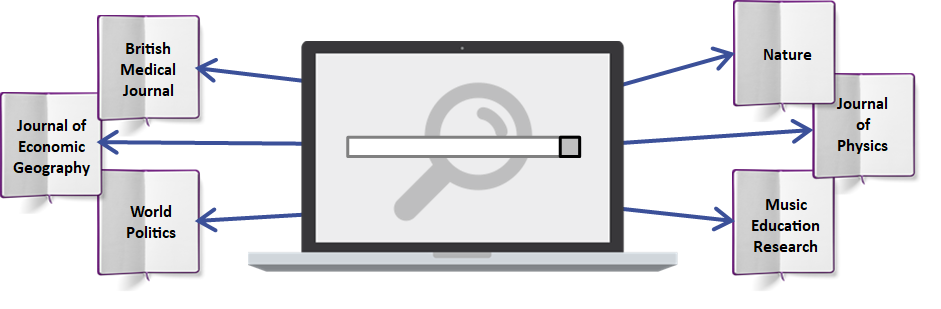 British
Medical
Journal
Journal of
Economic
Geography
World
Politics
Nature
Journal
of
Physics
Music
Education
Research